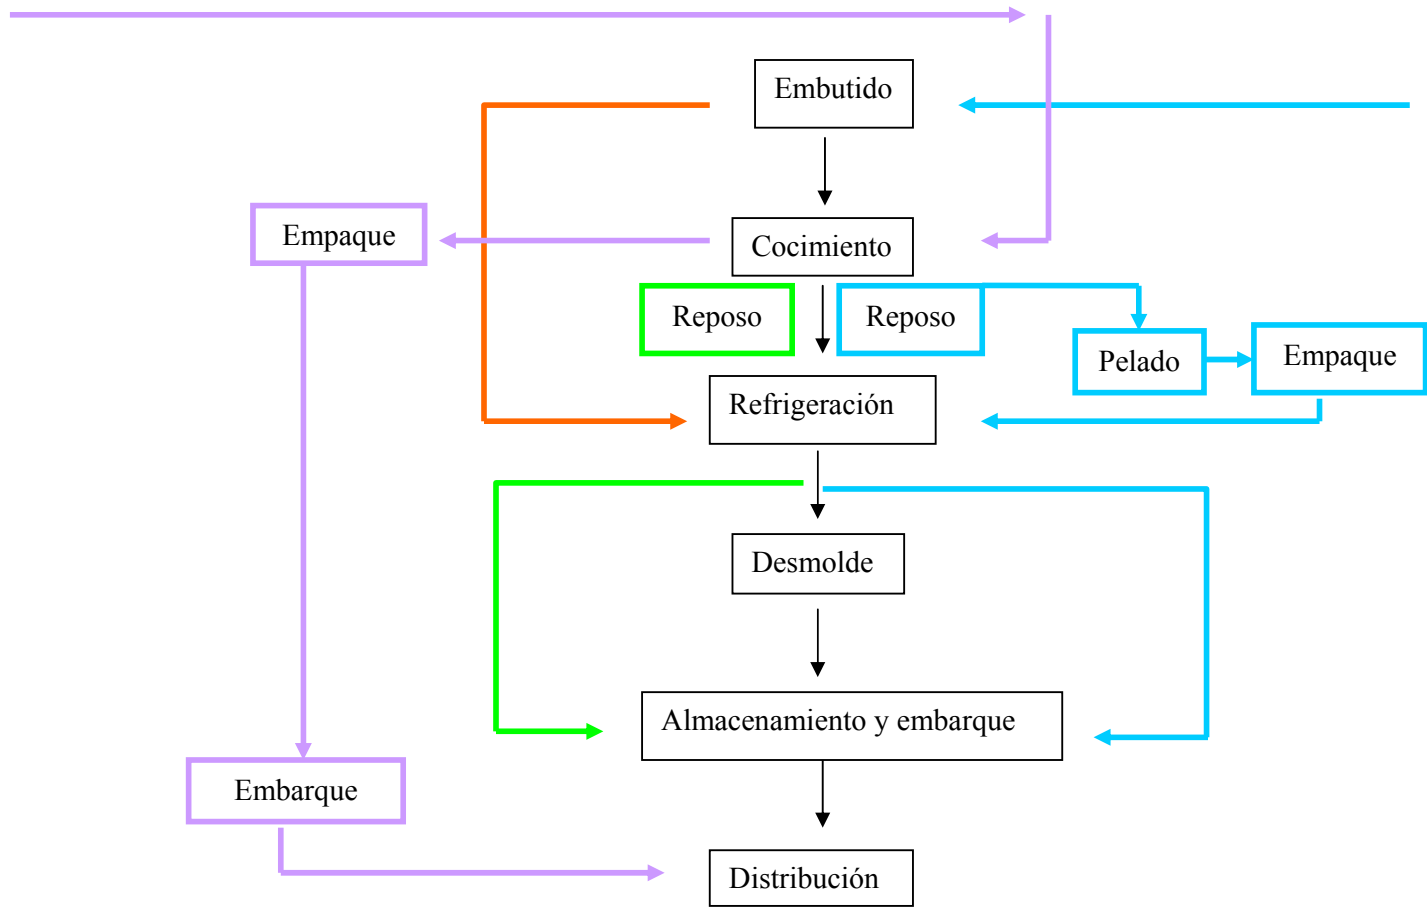 Embutido
Empaque
Cocimiento
Reposo
Reposo
Pelado
Empaque
Refrigeración
Desmolde
Almacenamiento y embarque
Embarque
Distribución